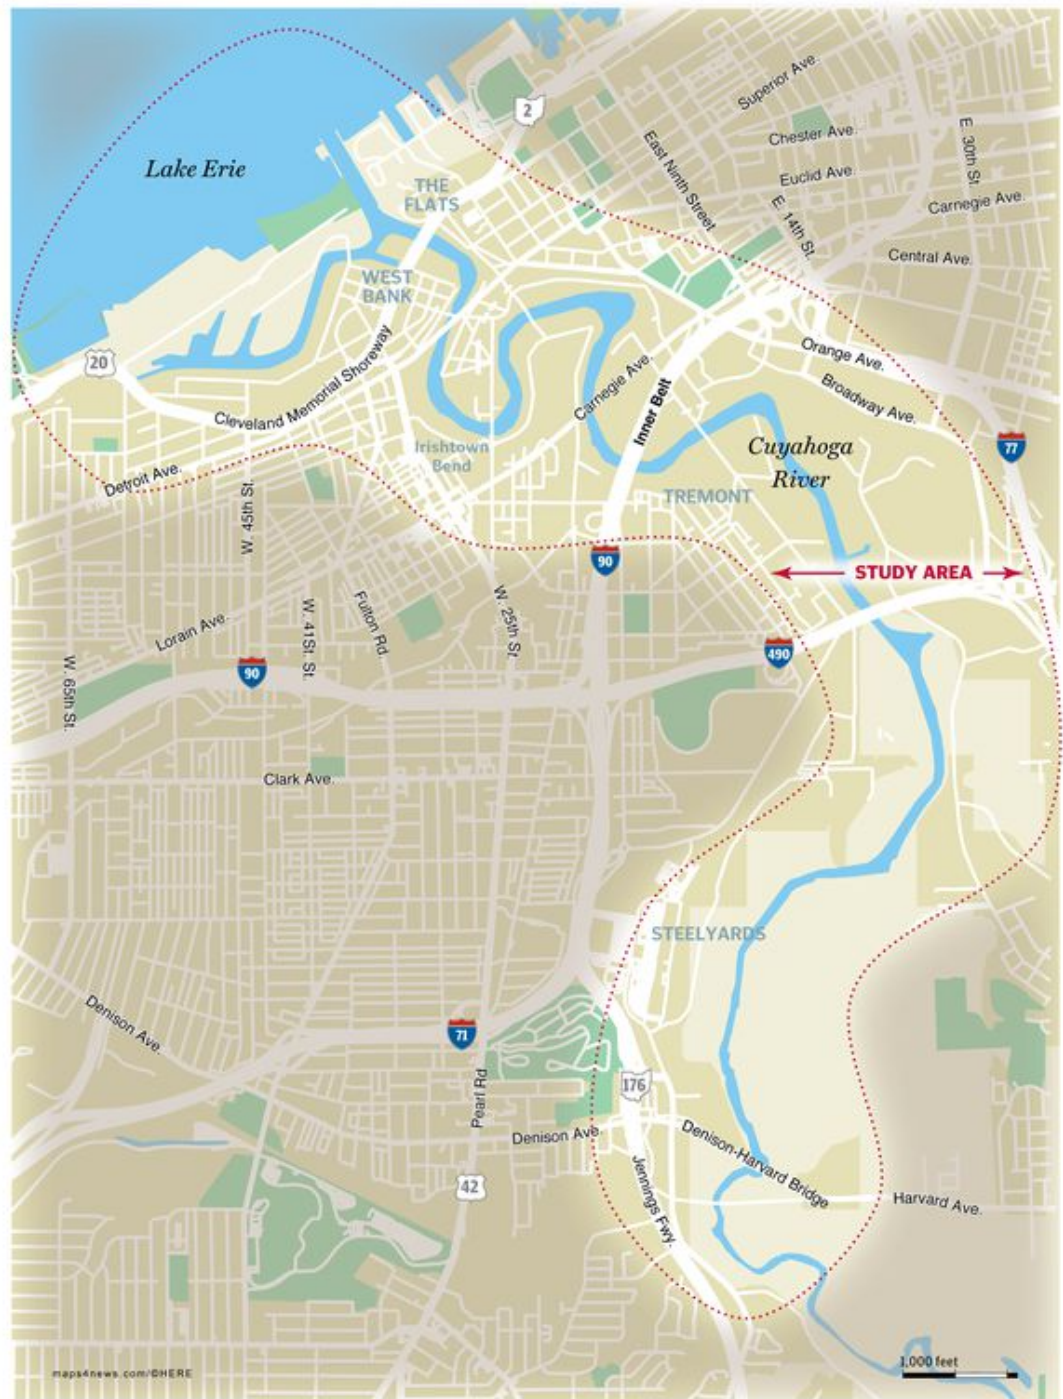 Superior Ave.
2
Chester Ave.
E. 30th St.
Lake Erie
East Ninth Street
Euclid Ave.
THE
FLATS
E. 14th St.
Carnegie Ave.
Central Ave.
WEST
BANK
20
Cleveland Memorial Shoreway
Carnegie Ave.
Inner Belt
Orange Ave.
Broadway Ave.
Irishtown
Bend
Cuyahoga
River
77
Detroit Ave.
W. 45th St.
TREMONT
90
STUDY AREA
Lorain Ave.
W. 41St. St.
Fulton Rd.
W. 25th St.
W. 65th St.
90
490
Clark Ave.
STEELYARDS
Denison Ave.
71
Pearl Rd
176
Denison Ave.
Denison-Harvard Bridge
42
Jennings Fwy.
Harvard Ave.
maps4news.com/©HERE
1,000 feet